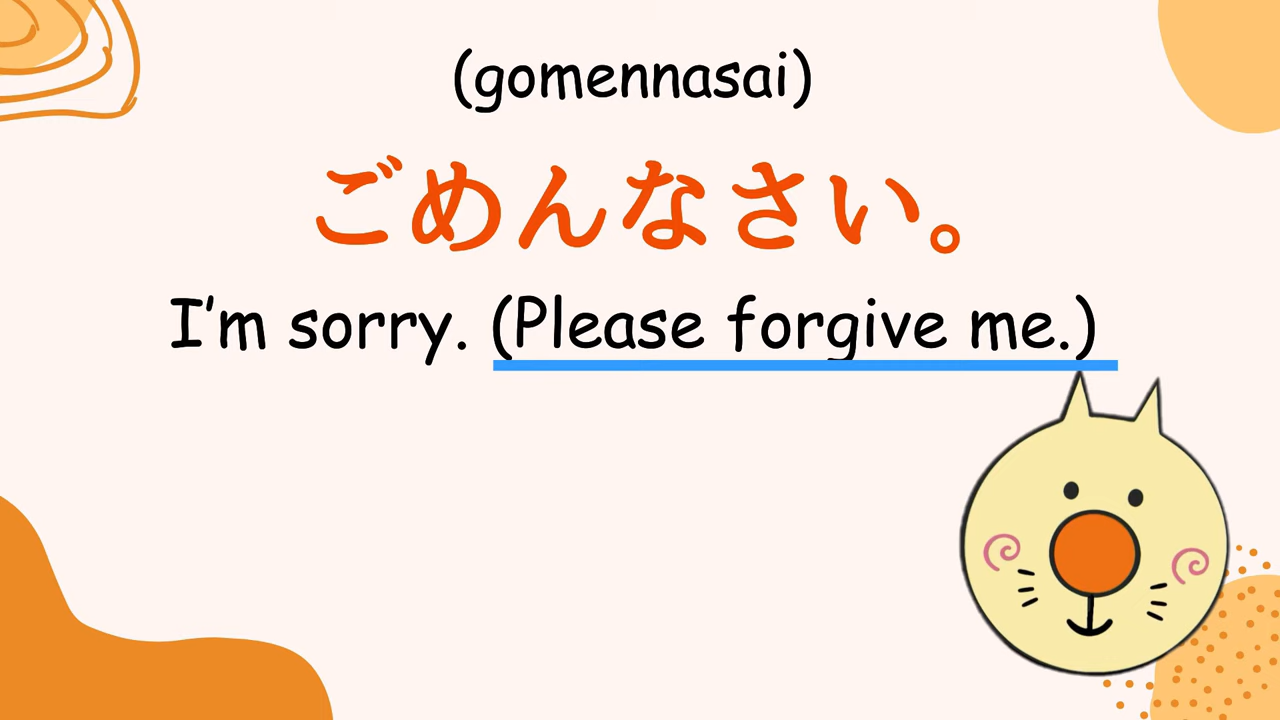 (gomennasai)
ごめんなさい。
I'm sorry. (Please forgive me.)